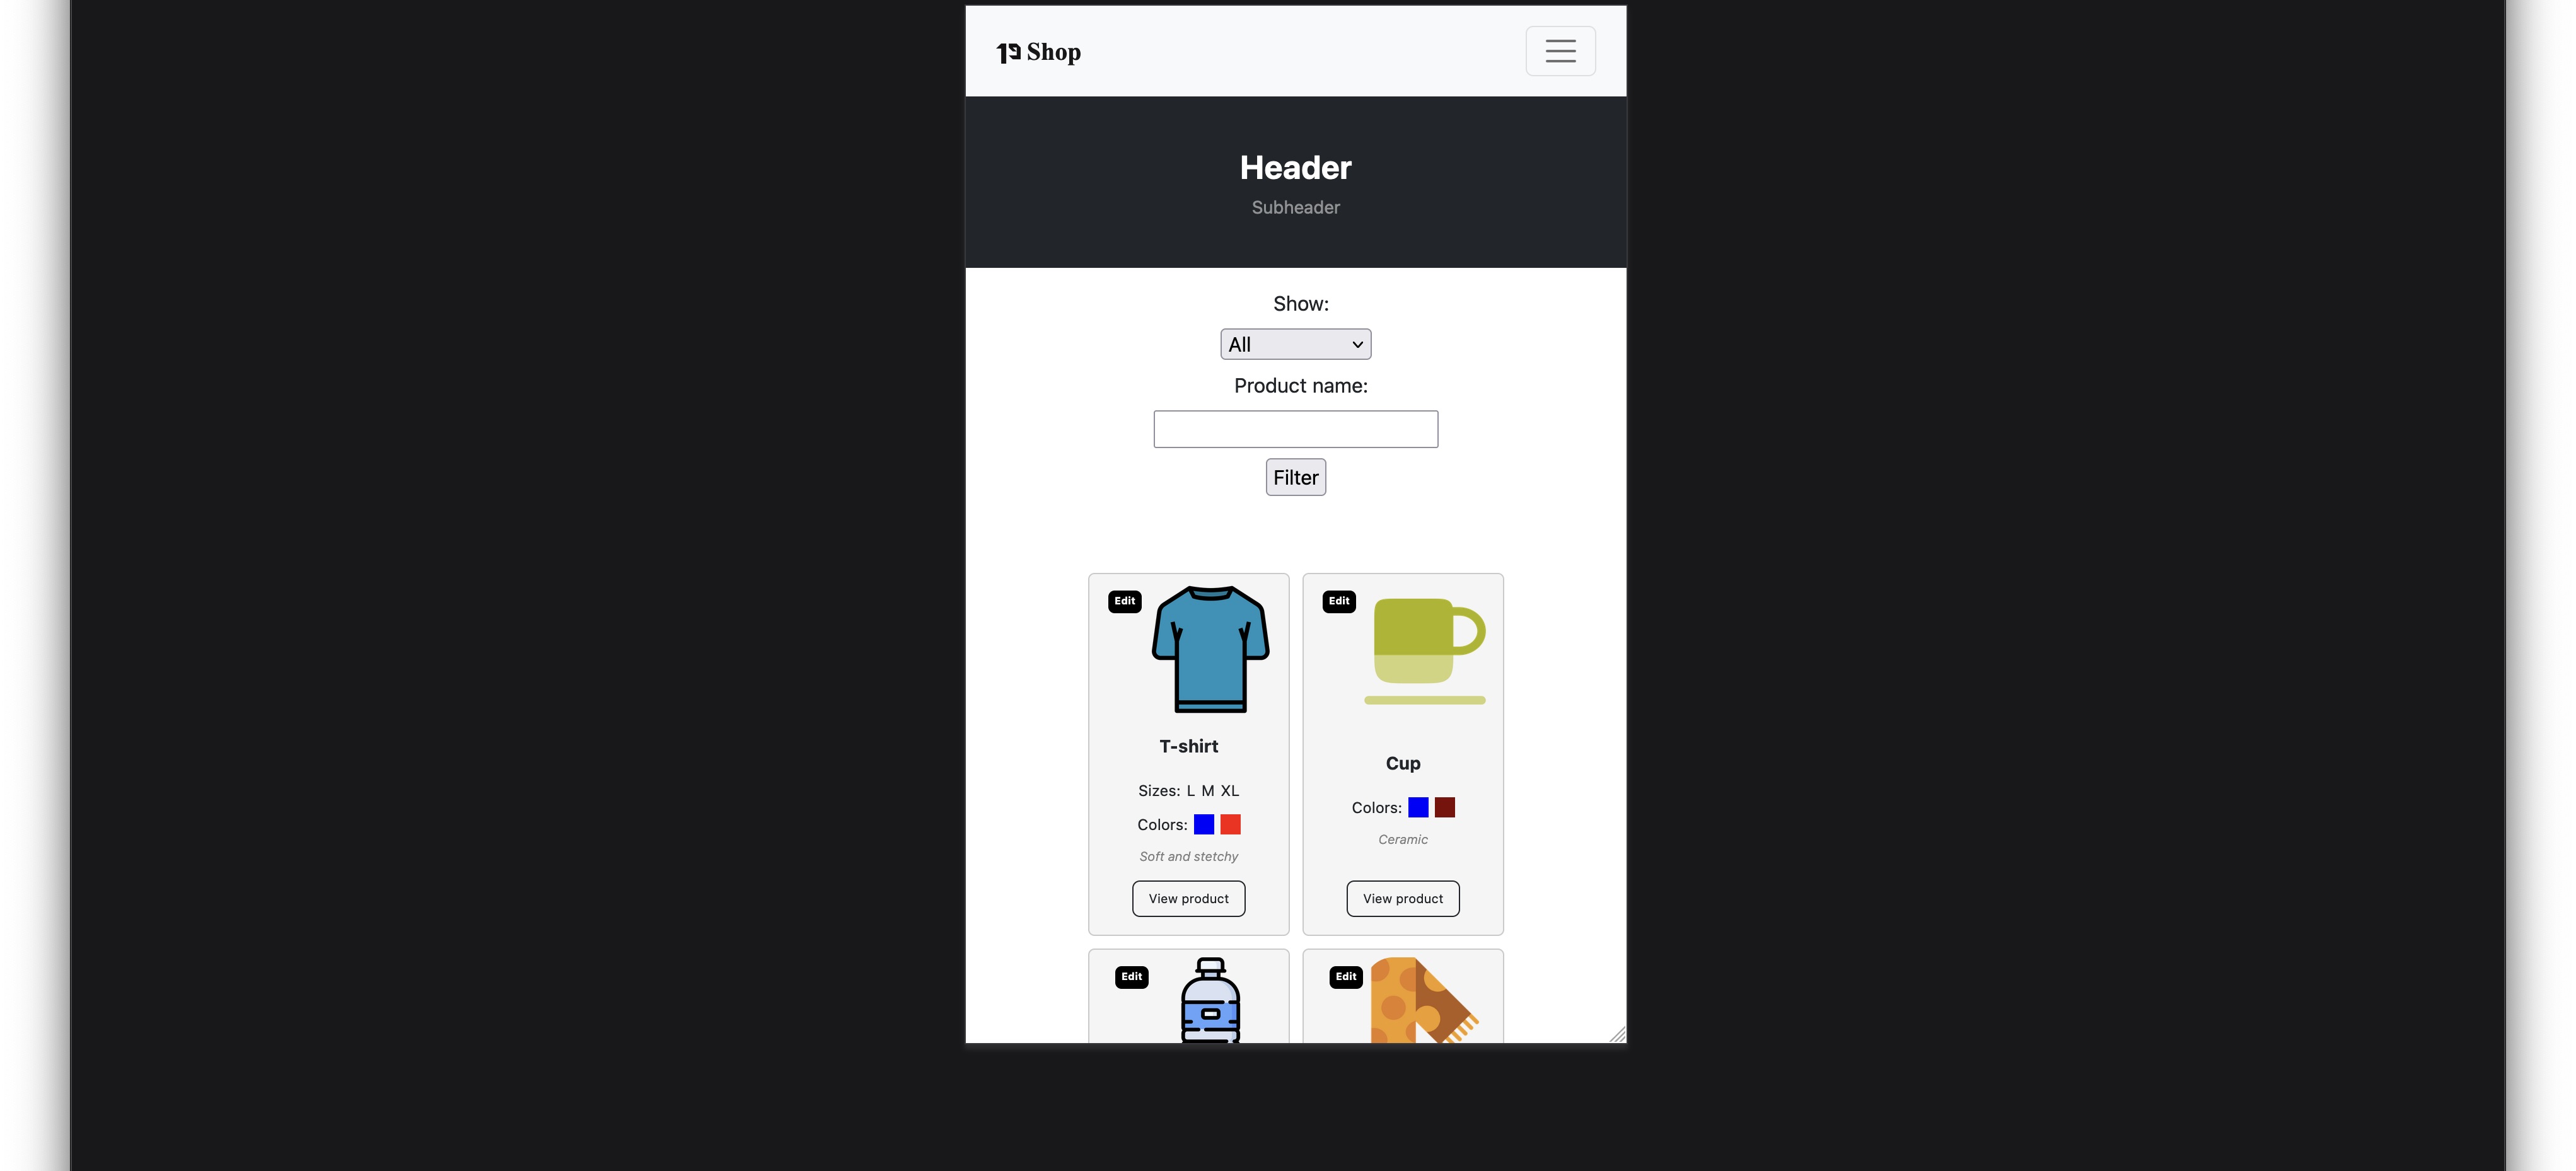 19 Shop
Header
Subheader
Show:
All
Product name:
Filter
Edit
T-shirt
Sizes: L M XL
Colors:
Soft and stetchy
View product
Edit
Cup
Colors:
Ceramic
View product
Edit
Edit